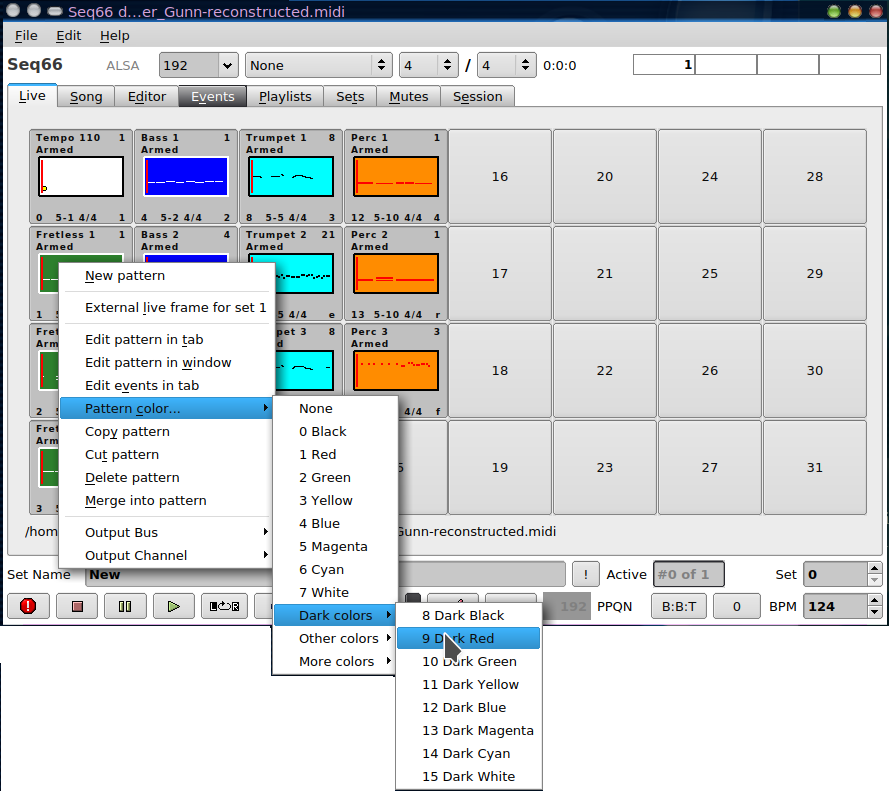 Seq66 d...er_Gunn-reconstructed.midi
File Edit Help
Seq66 ALSA 192 None 4 / 4 0:0:0 1
Live Song Editor Events Playlists Sets Mutes Session
Tempo 110 1
Armed
0 5-1 4/4 1
Bass 1 1
Armed
4 5-2 4/4 2
Trumpet 1 8
Armed
8 5-5 4/4 3
Perc 1 1
Armed
12 5-10 4/4 4
16 20 24 28
Fretless 1 1
Armed
1 5
Bass 2 4
Armed
Trumpet 2 21
Armed
5 4/4 e
Perc 2 1
Armed
13 5-10 4/4 r
17 21 25 29
Fret
Arme
2 5
pet 3 8
Perc 3 3
Armed
4/4 f
18 22 26 30
Fret
Arm
3 5
19 23 27 31
/hom
Gunn-reconstructed.midi
New pattern
External live frame for set 1
Edit pattern in tab
Edit pattern in window
Edit events in tab
Pattern color...
Copy pattern
Cut pattern
Delete pattern
Merge into pattern
Output Bus
Output Channel
None
0 Black
1 Red
2 Green
3 Yellow
4 Blue
5 Magenta
6 Cyan
7 White
Dark colors
Other colors
More colors
8 Dark Black
9 Dark Red
10 Dark Green
11 Dark Yellow
12 Dark Blue
13 Dark Magenta
14 Dark Cyan
15 Dark White
Set Name New ! Active #0 of 1 Set 0
192 PPQN B:B:T 0 BPM 124